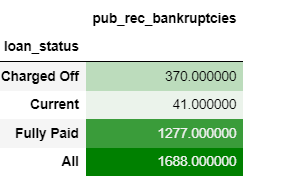 pub_rec_bankruptcies
loan_status
Charged Off 370.000000
Current 41.000000
Fully Paid 1277.000000
All 1688.000000